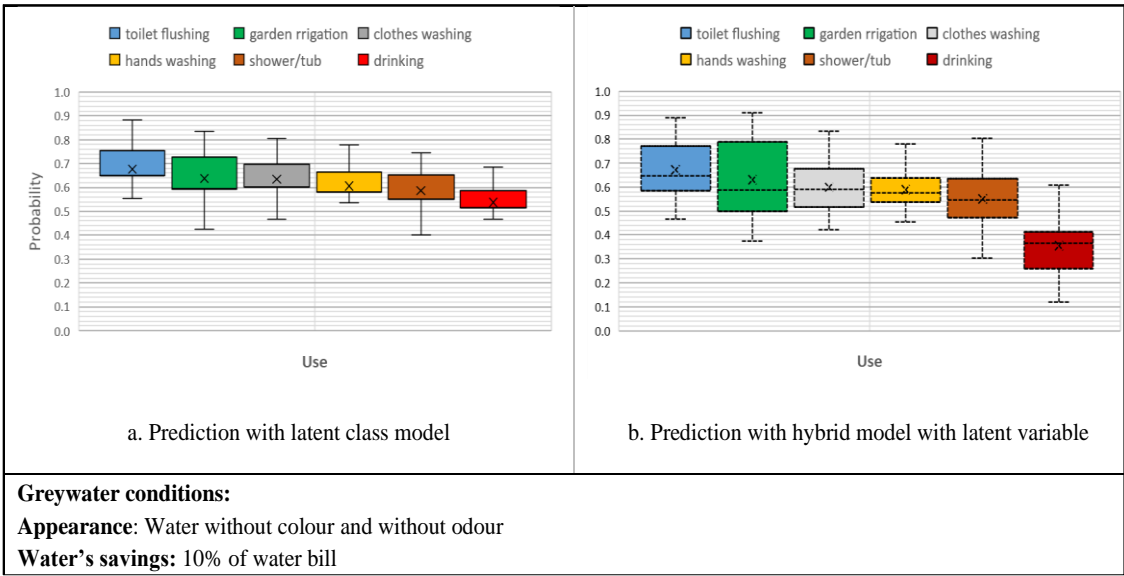 toilet flushing garden rrigation clothes washing
hands washing shower/tub drinking
1.0
0.9
0.8
0.7
0.6
0.5
0.4
0.3
0.2
0.1
0.0
Probability
Use
a. Prediction with latent class model
toilet flushing garden rrigation clothes washing
hands washing shower/tub drinking
1.0
0.9
0.8
0.7
0.6
0.5
0.4
0.3
0.2
0.1
0.0
Use
b. Prediction with hybrid model with latent variable
Greywater conditions:
Appearance: Water without colour and without odour
Water's savings: 10% of water bill